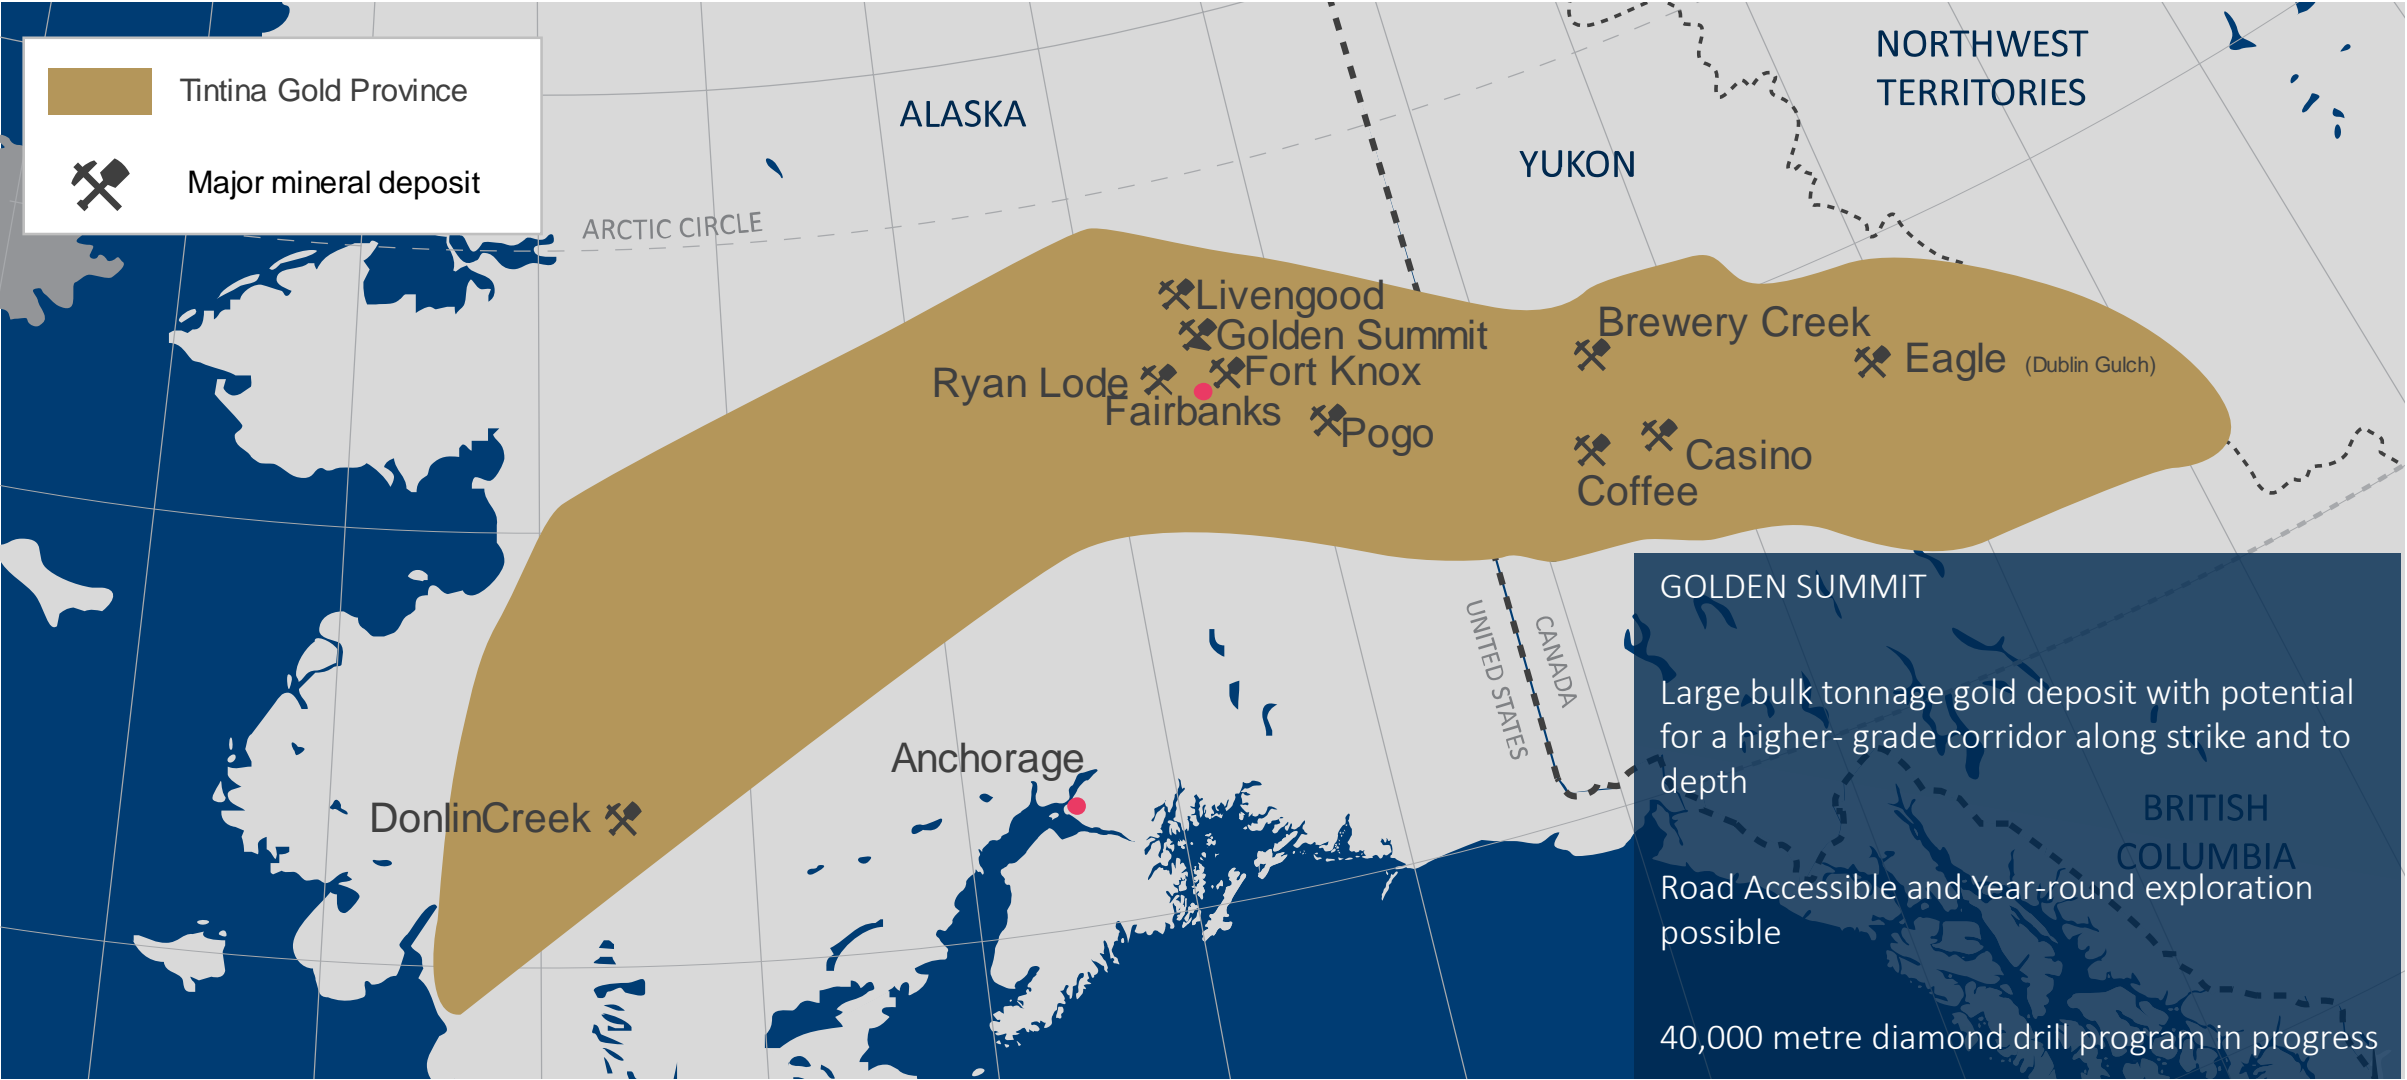 Tintina Gold Province
Major mineral deposit
ALASKA
YUKON
NORTHWEST
TERRITORIES
ARCTIC CIRCLE
Livengood
Golden Summit
Fort Knox
Ryan Lode
Fairbanks
Pogo
Brewery Creek
Eagle (Dublin Gulch)
Casino
Coffee
UNITED STATES
CANADA
Anchorage
DonlinCreek
GOLDEN SUMMIT
Large bulk tonnage gold deposit with potential
for a higher- grade corridor along strike and to
depth
BRITISH
COLUMBIA
Road Accessible and Year-round exploration
possible
40,000 metre diamond drill program in progress